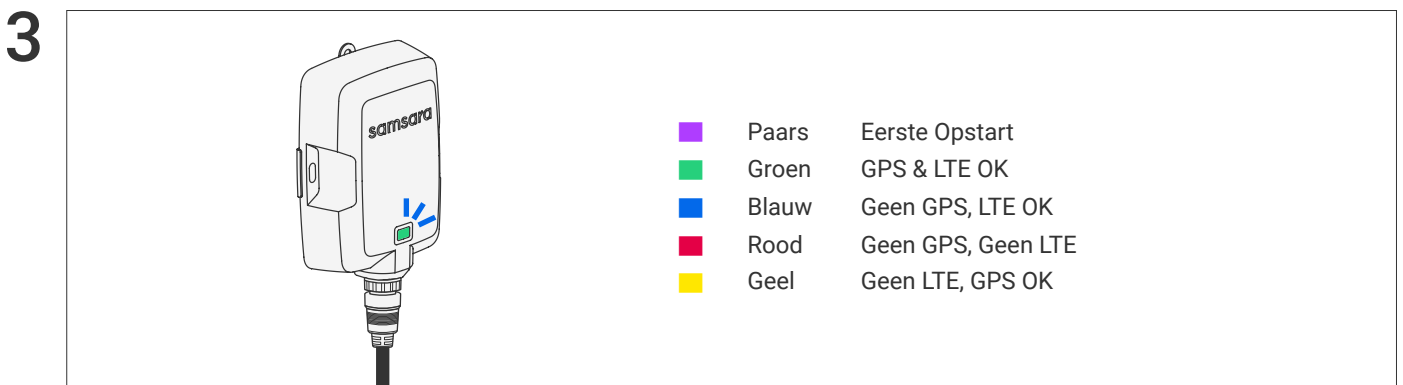 3
samsara
Paars Eerste Opstart
Groen GPS & LTE OK
Blauw Geen GPS, LTE OK
Rood Geen GPS, Geen LTE
Geel Geen LTE, GPS OK